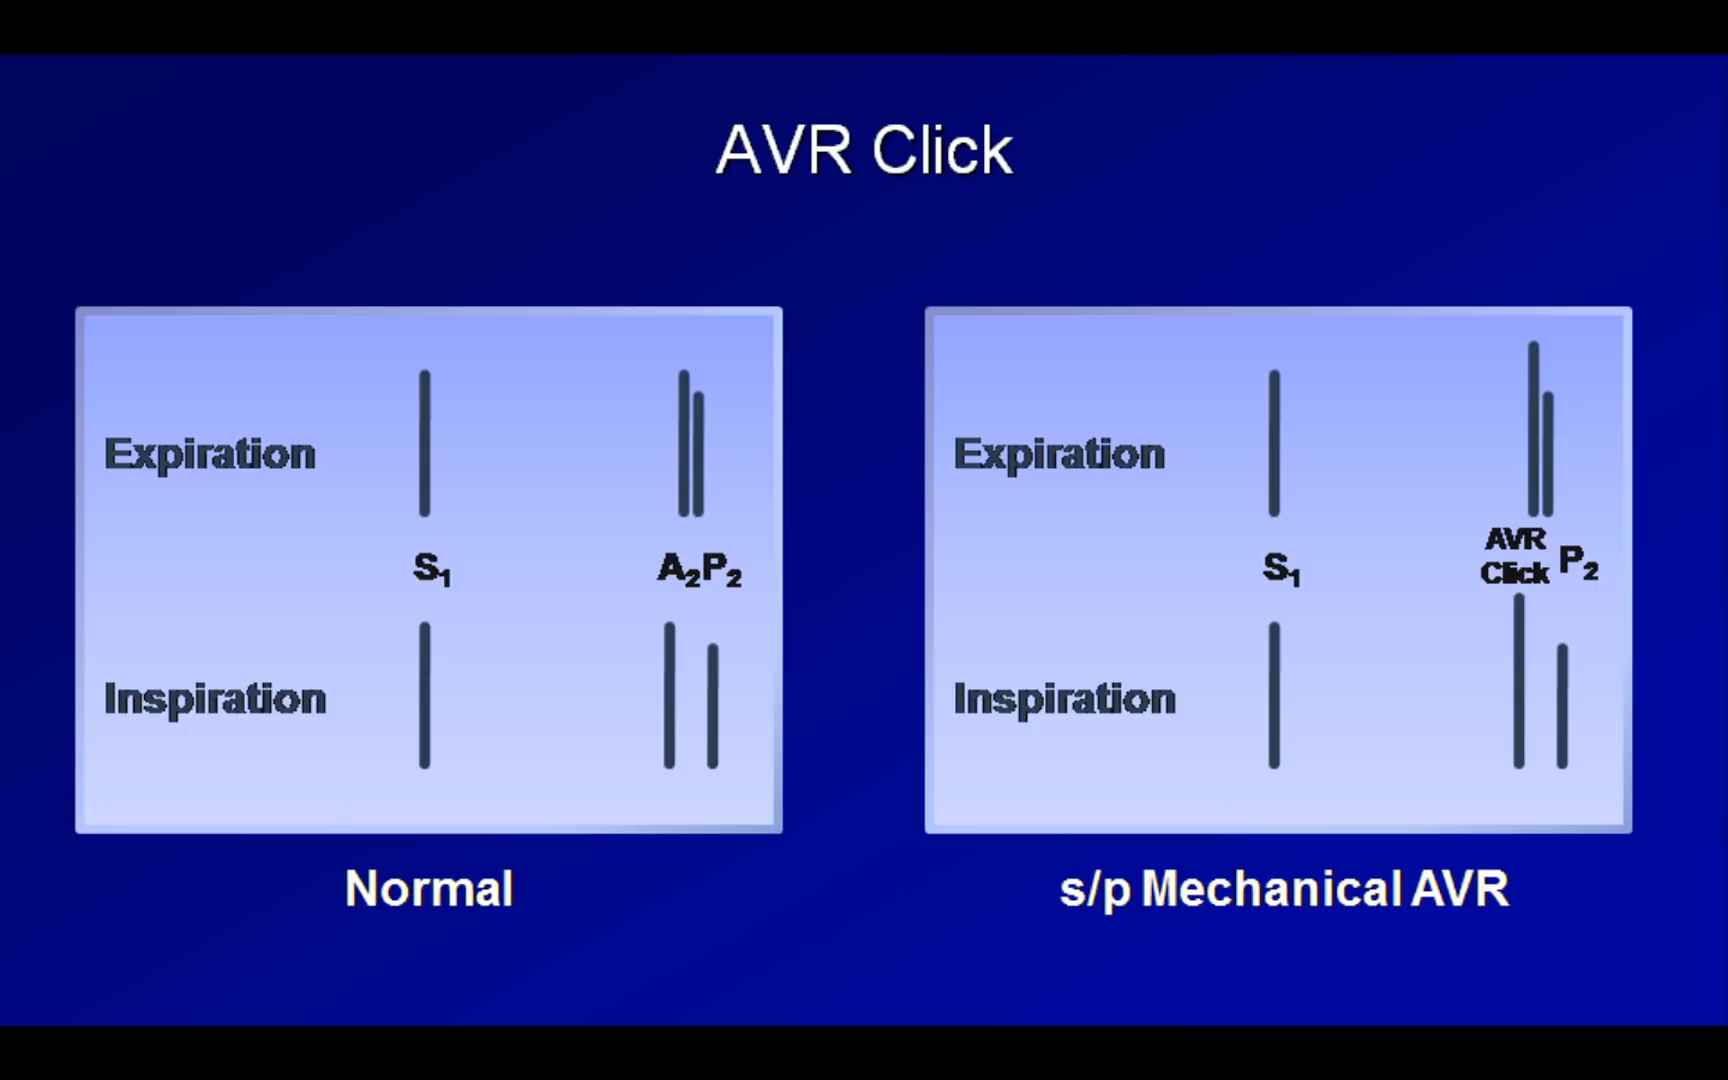 AVR Click
Expiration
S₁
A₂P₂
Inspiration
Normal
Expiration
S₁
AVR
Click
P₂
Inspiration
s/p Mechanical AVR